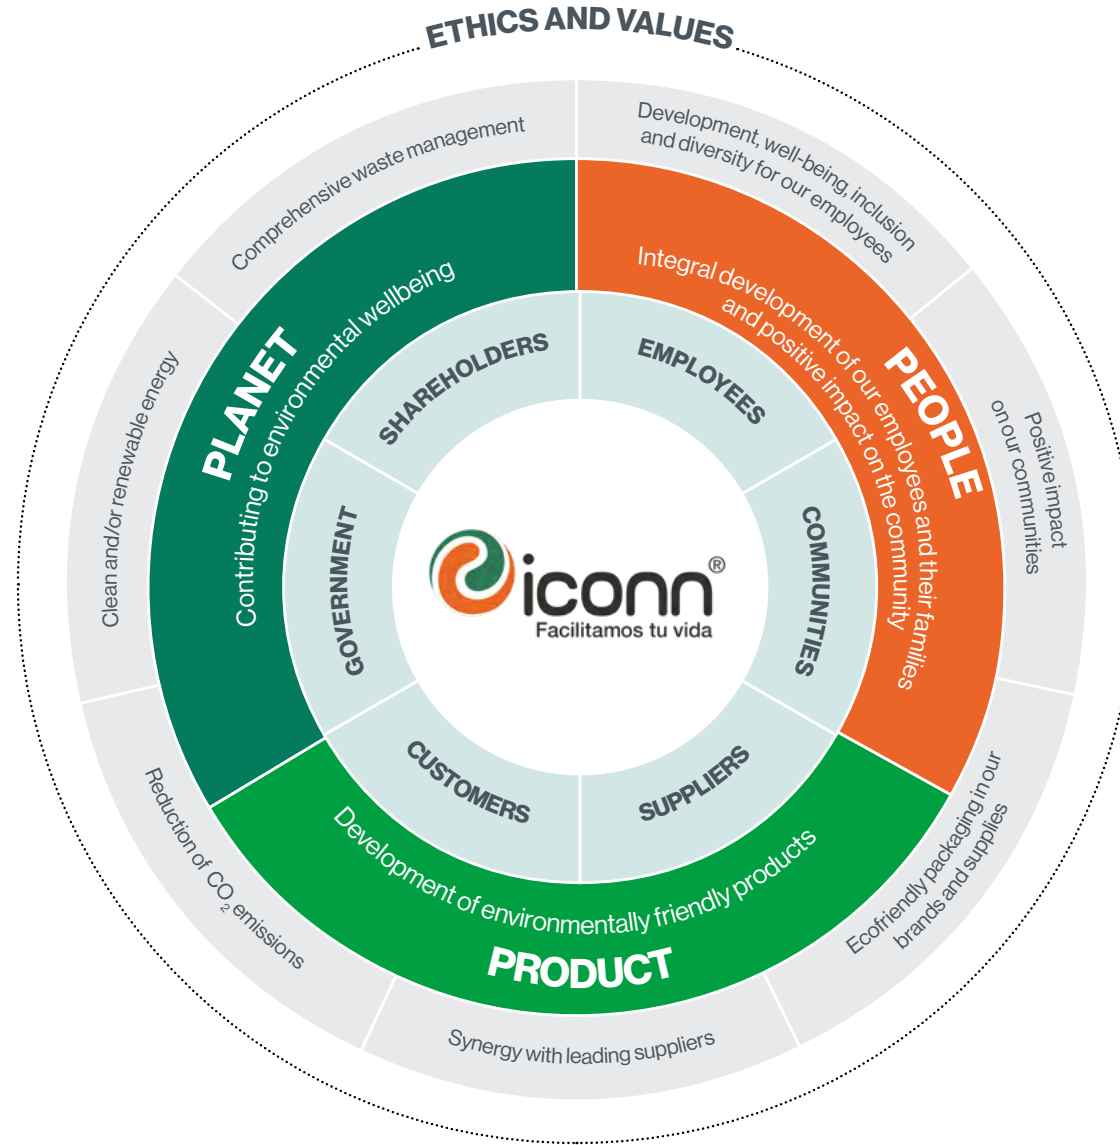 ETHICS AND VALUES
Comprehensive waste management
Development, well-being, inclusion
and diversity for our employees
Positive impact
on our communities
Ecofriendly packaging in our
brands and supplies
Synergy with leading suppliers
Reduction of CO₂ emissions
Clean and/or renewable energy
PLANET
Contributing to environmental wellbeing
PEOPLE
Integral development of our employees and their families
and positive impact on the community
Development of environmentally friendly products
PRODUCT
SHAREHOLDERS
EMPLOYEES
COMMUNITIES
SUPPLIERS
CUSTOMERS
GOVERNMENT
iconn®
Facilitamos tu vida